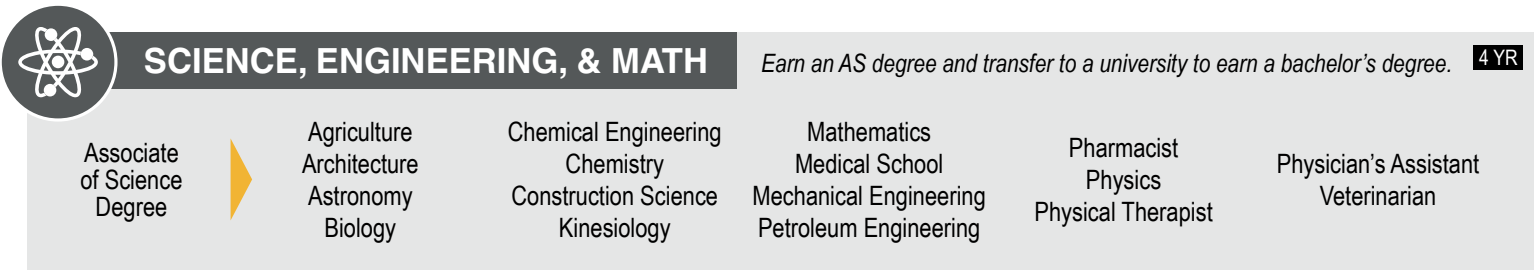 SCIENCE, ENGINEERING, & MATH
Earn an AS degree and transfer to a university to earn a bachelor's degree.
4 YR
Associate
of Science
Degree
Agriculture
Architecture
Astronomy
Biology
Chemical Engineering
Chemistry
Construction Science
Kinesiology
Mathematics
Medical School
Mechanical Engineering
Petroleum Engineering
Pharmacist
Physics
Physical Therapist
Physician's Assistant
Veterinarian